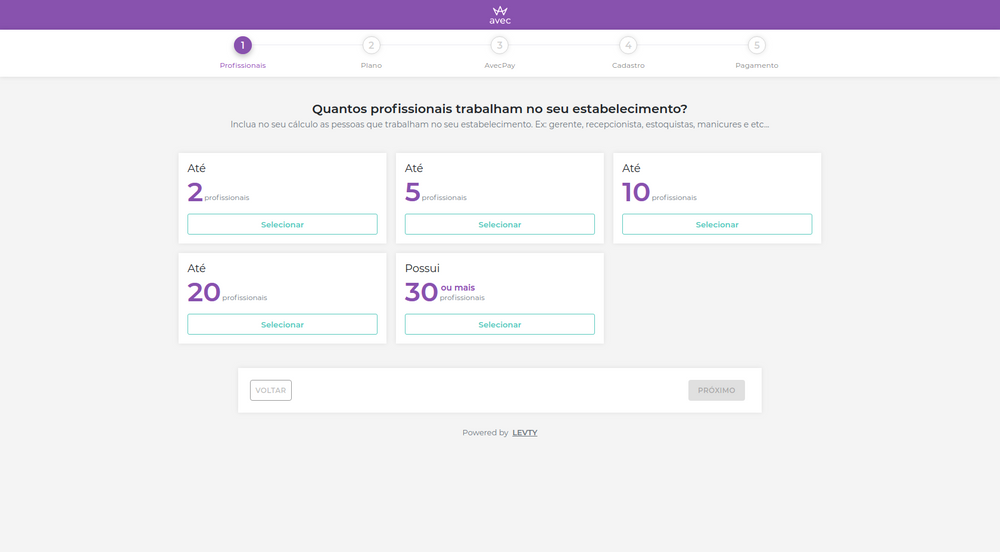 avec
1
2
3
4
5
Profissionais
Plano
AvecPay
Cadastro
Pagamento
Quantos profissionais trabalham no seu estabelecimento?
Inclua no seu cálculo as pessoas que trabalham no seu estabelecimento. Ex: gerente, recepcionista, estoquistas, manicures e etc...
Até
2 profissionais
Selecionar
Até
5 profissionais
Selecionar
Até
10 profissionais
Selecionar
Até
20 profissionais
Selecionar
Possui
30 ou mais
profissionais
Selecionar
VOLTAR
PRÓXIMO
Powered by LEVTY